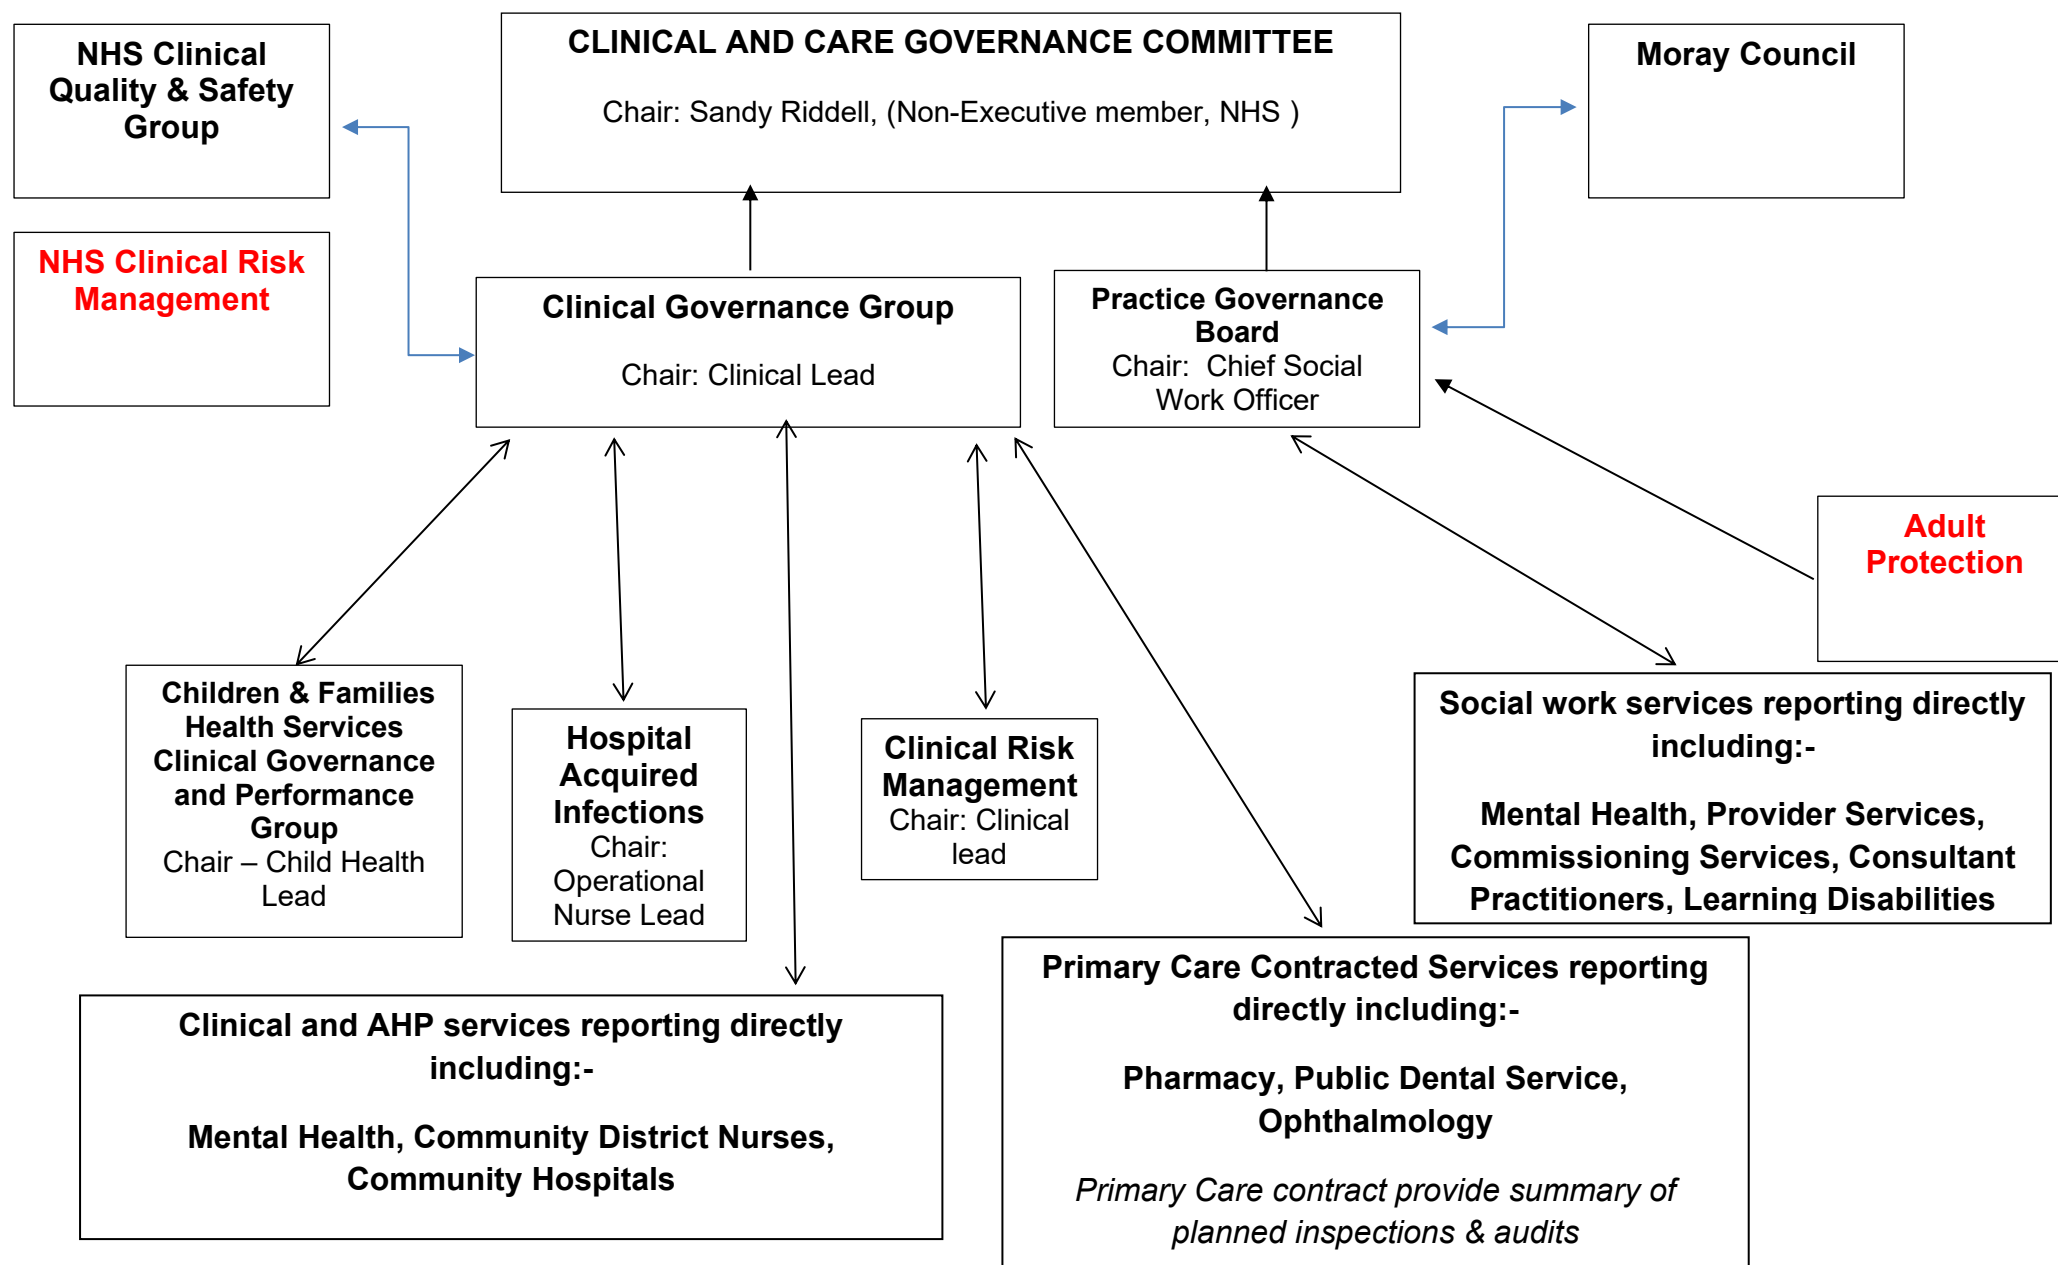 NHS Clinical
Quality & Safety
Group
CLINICAL AND CARE GOVERNANCE COMMITTEE
Chair: Sandy Riddell, (Non-Executive member, NHS )
Moray Council
NHS Clinical Risk
Management
Clinical Governance Group
Chair: Clinical Lead
Practice Governance
Board
Chair:  Chief Social
Work Officer
Adult
Protection
Children & Families
Health Services
Clinical Governance
and Performance
Group
Chair – Child Health
Lead
Hospital
Acquired
Infections
Chair:
Operational
Nurse Lead
Clinical Risk
Management
Chair: Clinical
lead
Social work services reporting directly
including:-
Mental Health, Provider Services,
Commissioning Services, Consultant
Practitioners, Learning Disabilities
Clinical and AHP services reporting directly
including:-
Mental Health, Community District Nurses,
Community Hospitals
Primary Care Contracted Services reporting
directly including:-
Pharmacy, Public Dental Service,
Ophthalmology
Primary Care contract provide summary of
planned inspections & audits